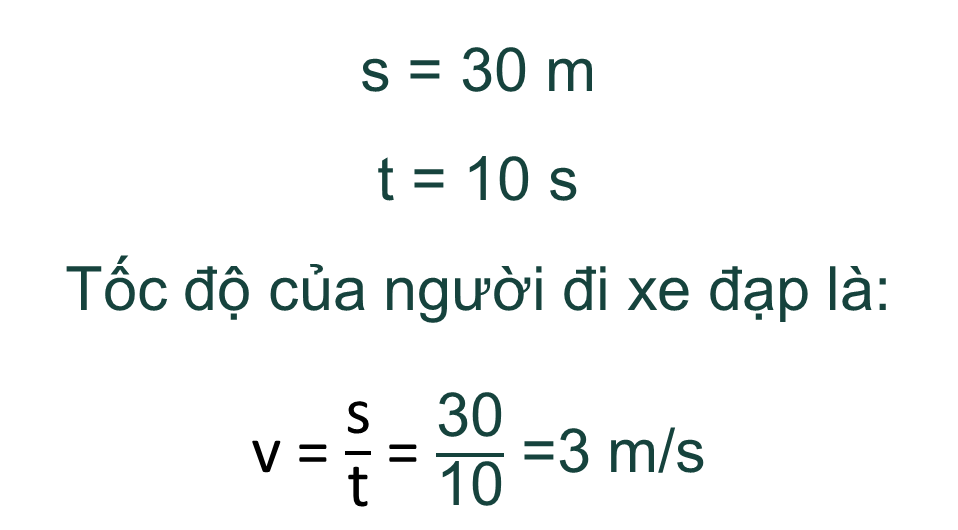 s = 30 m
t = 10 s
Tốc độ của người đi xe đạp là:
v = s/t = 30/10 =3 m/s